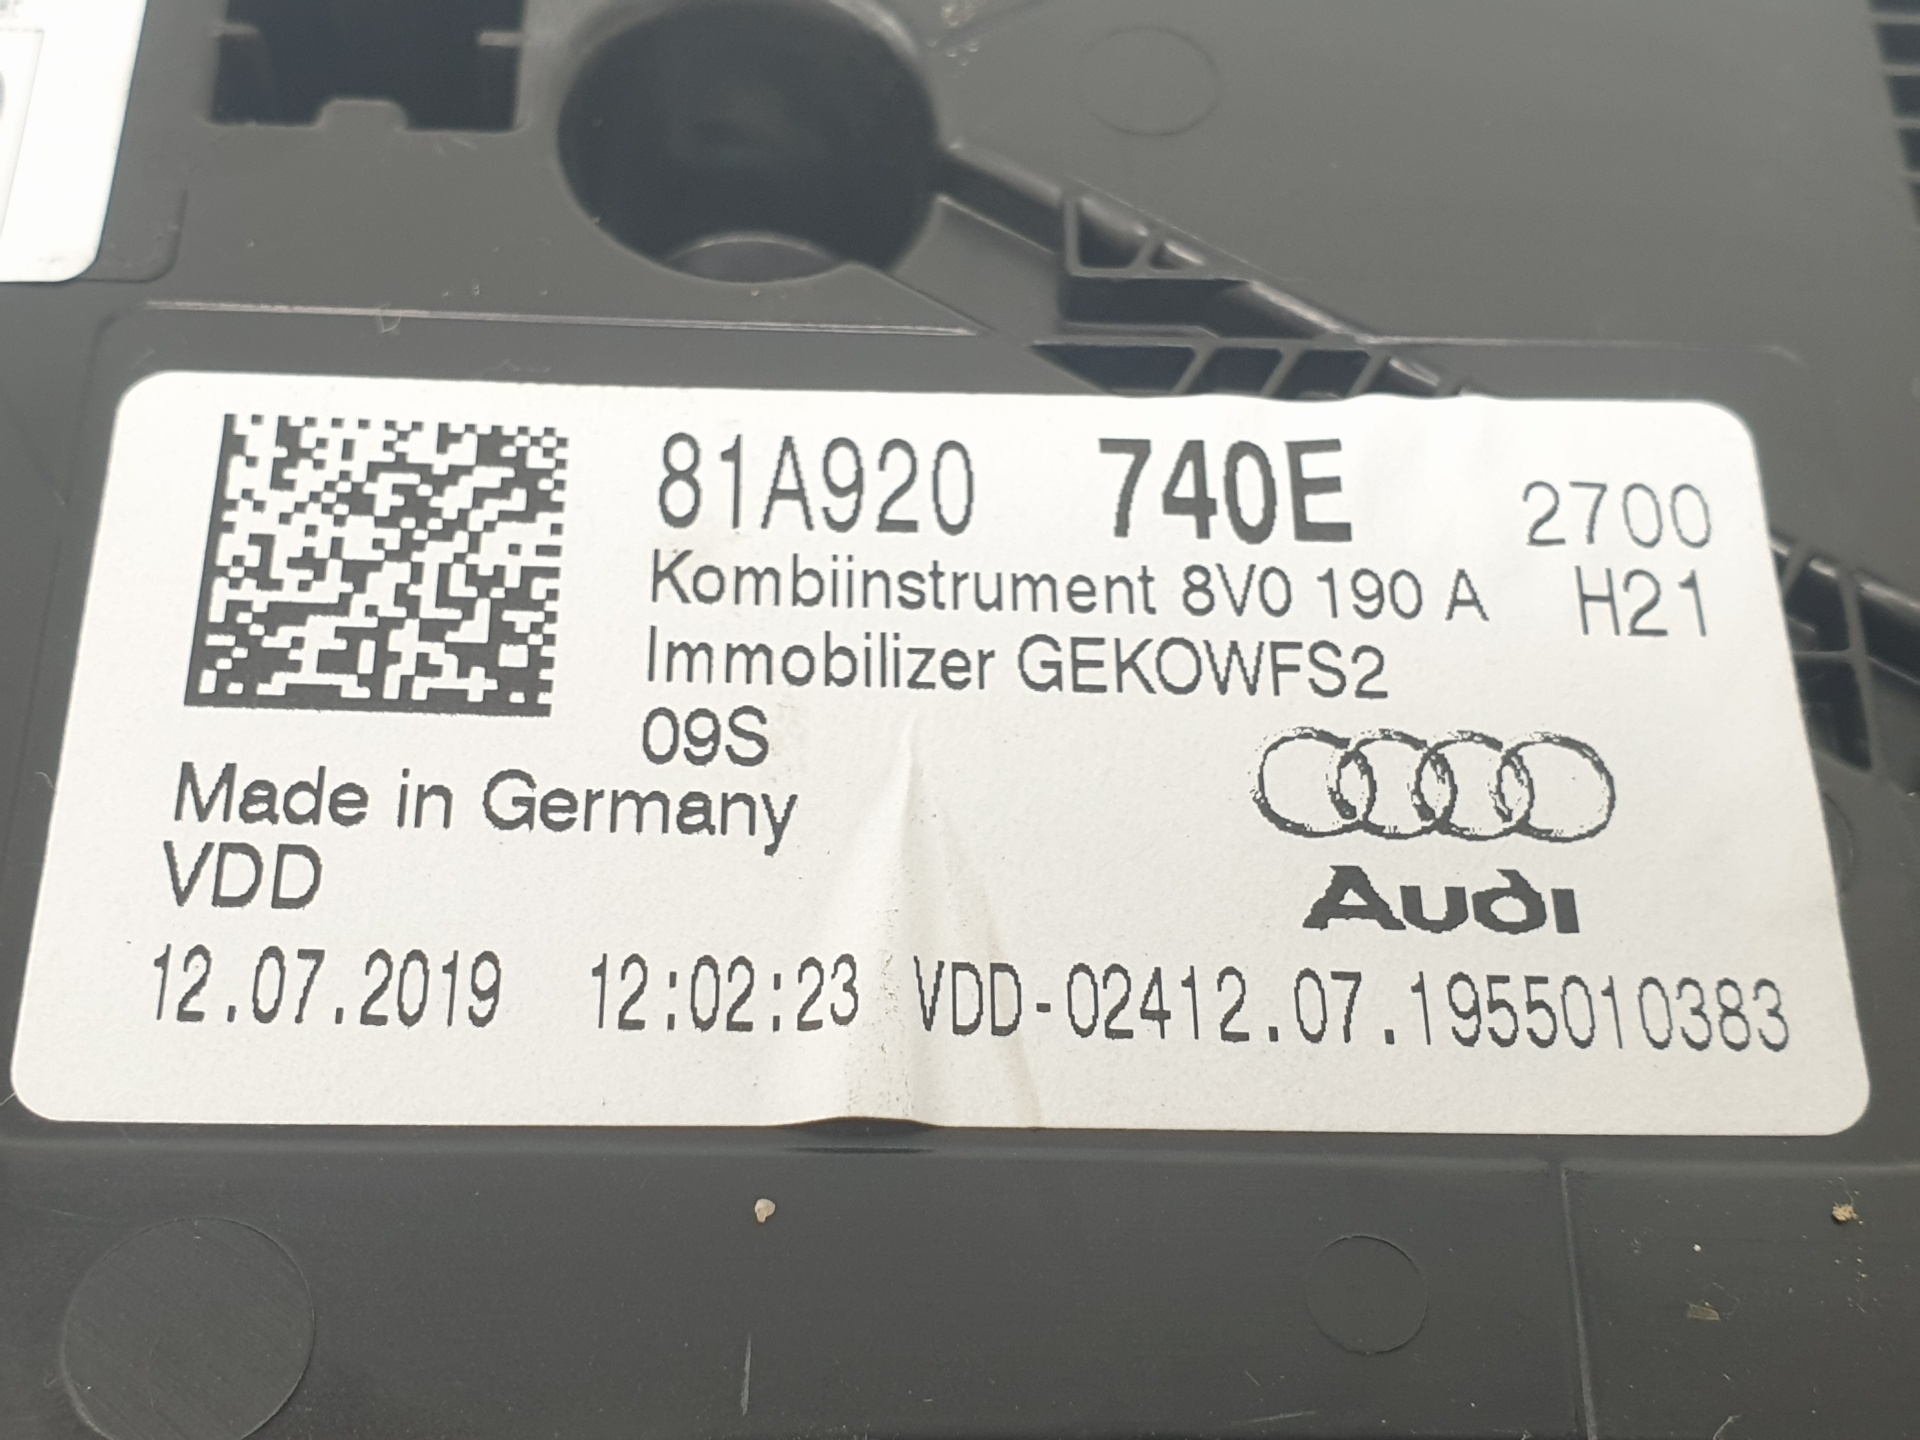 81A920 740E 2700
Kombiinstrument 8V0 190 A H21
Immobilizer GEKOWFS2
09S
Made in Germany
VDD
Audi
12.07.2019 12:02:23 VDD-02412.07.1955010383